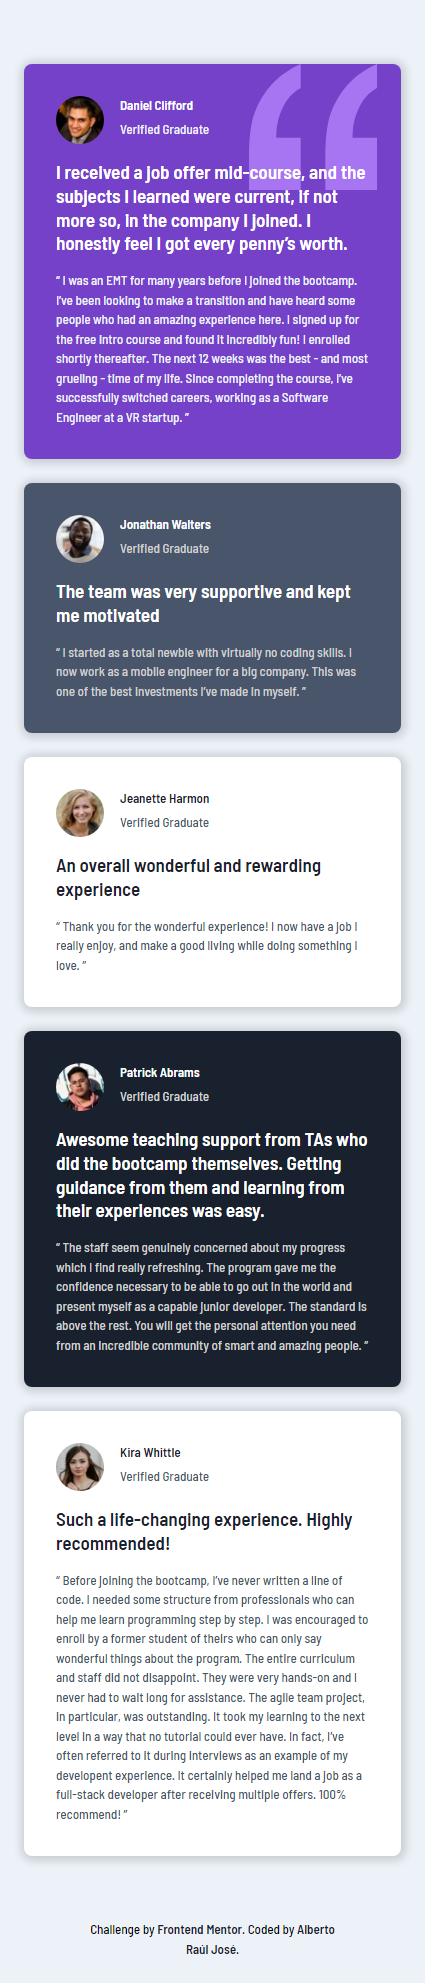 Daniel Clifford
Verified Graduate
I received a job offer mid-course, and the
subjects I learned were current, if not
more so, in the company I joined. I
honestly feel I got every penny’s worth.
“ I was an EMT for many years before I joined the bootcamp.
I’ve been looking to make a transition and have heard some
people who had an amazing experience here. I signed up for
the free intro course and found it incredibly fun! I enrolled
shortly thereafter. The next 12 weeks was the best - and most
grueling - time of my life. Since completing the course, I’ve
successfully switched careers, working as a Software
Engineer at a VR startup. ”
Jonathan Walters
Verified Graduate
The team was very supportive and kept
me motivated
“ I started as a total newbie with virtually no coding skills. I
now work as a mobile engineer for a big company. This was
one of the best investments I’ve made in myself. ”
Jeanette Harmon
Verified Graduate
An overall wonderful and rewarding
experience
“ Thank you for the wonderful experience! I now have a job I
really enjoy, and make a good living while doing something I
love. ”
Patrick Abrams
Verified Graduate
Awesome teaching support from TAs who
did the bootcamp themselves. Getting
guidance from them and learning from
their experiences was easy.
“ The staff seem genuinely concerned about my progress
which I find really refreshing. The program gave me the
confidence necessary to be able to go out in the world and
present myself as a capable junior developer. The standard is
above the rest. You will get the personal attention you need
from an incredible community of smart and amazing people. ”
Kira Whittle
Verified Graduate
Such a life-changing experience. Highly
recommended!
“ Before joining the bootcamp, I’ve never written a line of
code. I needed some structure from professionals who can
help me learn programming step by step. I was encouraged to
enroll by a former student of theirs who can only say
wonderful things about the program. The entire curriculum
and staff did not disappoint. They were very hands-on and I
never had to wait long for assistance. The agile team project,
in particular, was outstanding. It took my learning to the next
level in a way that no tutorial could ever have. In fact, I’ve
often referred to it during interviews as an example of my
developent experience. It certainly helped me land a job as a
full-stack developer after receiving multiple offers. 100%
recommend! ”
Challenge by Frontend Mentor. Coded by Alberto
Raúl José.